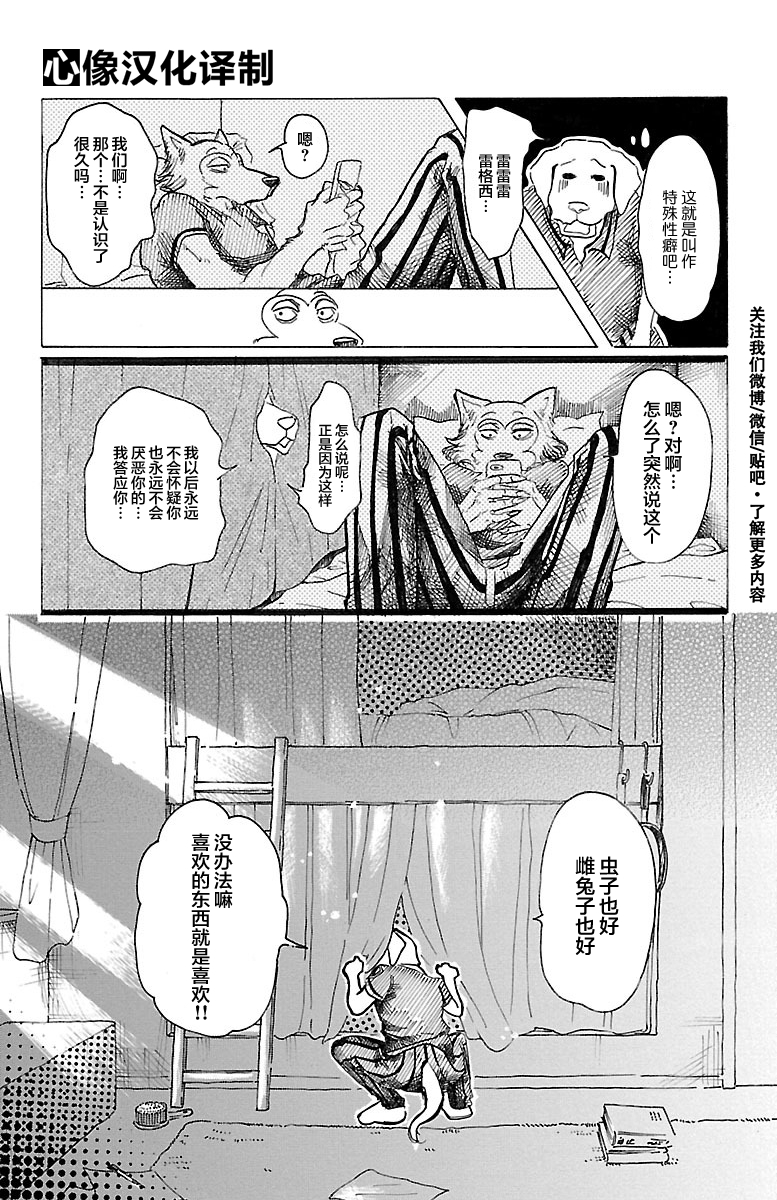 心像汉化译制
这就是叫作
特殊性癖吧…
雷雷雷
雷格西…
嗯？
我们啊…
那个…不是认识了
很久吗…
嗯？对啊…
怎么了突然说这个
怎么说呢…
正是因为这样
我以后永远
不会怀疑你
也永远不会
厌恶你的…
我答应你…
虫子也好
雌兔子也好
没办法嘛
喜欢的东西就是喜欢!!
关注我们微博/微信/贴吧·了解更多内容